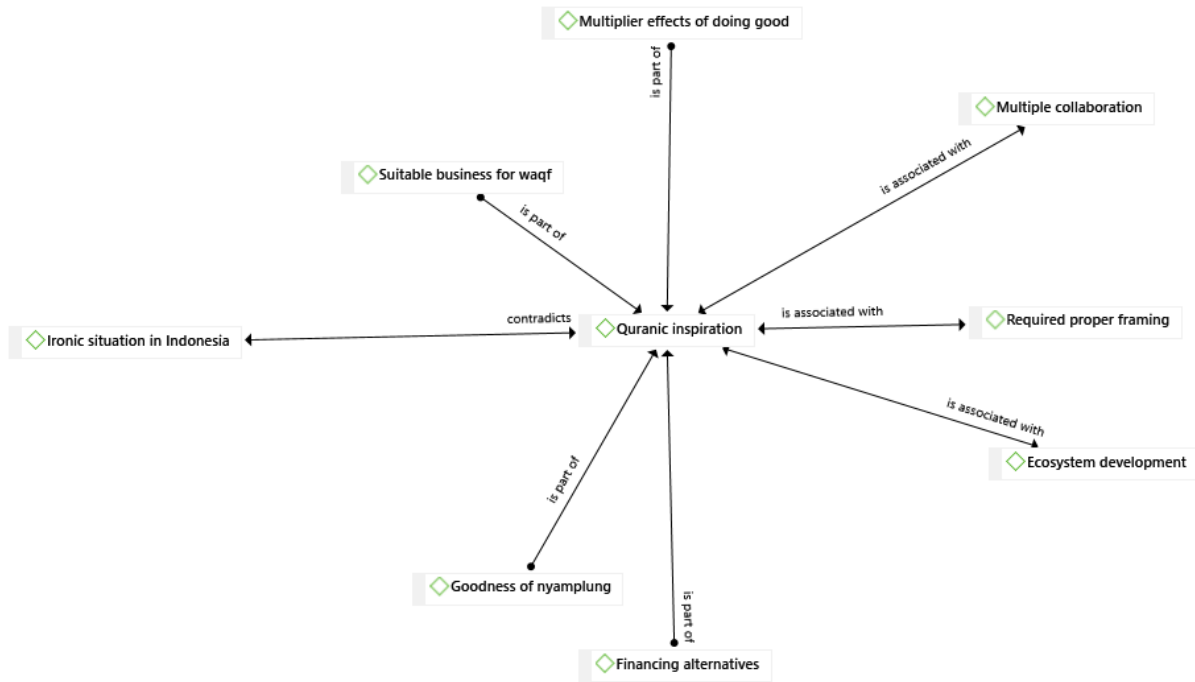 Multiplier effects of doing good
is part of
Multiple collaboration
is associated with
Suitable business for waqf
is part of
contradicts
Ironic situation in Indonesia
Quranic inspiration
is associated with
Required proper framing
is associated with
Ecosystem development
is part of
Goodness of nyamplung
is part of
Financing alternatives